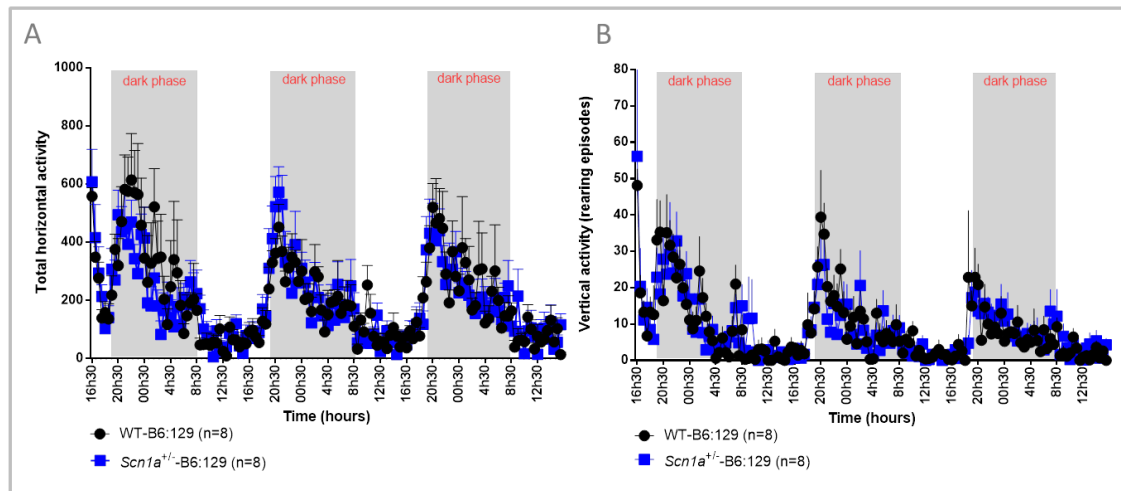 A
1000
800
600
400
200
0
Total horizontal activity
dark phase
dark phase
dark phase
16h30
20h30
00h30
4h30
8h30
12h30
16h30
20h30
00h30
4h30
8h30
12h30
16h30
20h30
00h30
4h30
8h30
12h30
Time (hours)
WT-B6:129 (n=8)
Scn1a+/--B6:129 (n=8)
B
80
70
60
50
40
30
20
10
0
Vertical activity (rearing episodes)
dark phase
dark phase
dark phase
16h30
20h30
00h30
4h30
8h30
12h30
16h30
20h30
00h30
4h30
8h30
12h30
16h30
20h30
00h30
4h30
8h30
12h30
Time (hours)
WT-B6:129 (n=8)
Scn1a+/--B6:129 (n=8)